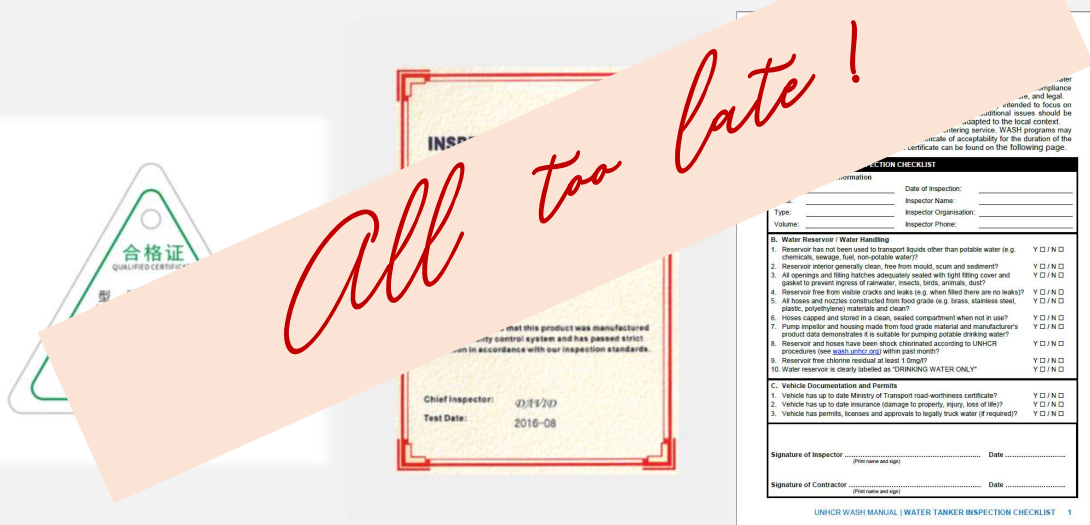 All too late!
合格证
QUALIFIED CERTIFIC
型
INSP
that this product was manufactured
ity control system and has passed strict
on in accordance with our inspection standards.
Chief Inspector: DAVID
Test Date: 2016-08
ater
mpliance
re, and legal.
intended to focus on
additional issues should be
adapted to the local context.
entering service. WASH programs may
ificate of acceptability for the duration of the
certificate can be found on the following page.
ECTION CHECKLIST
formation
Date of Inspection:
Inspector Name:
Type: Inspector Organisation:
Volume: Inspector Phone:
B. Water Reservoir / Water Handling
1. Reservoir has not been used to transport liquids other than potable water (e.g. Y ☐ / N ☐
chemicals, sewage, fuel, non-potable water)?
2. Reservoir interior generally clean, free from mould, scum and sediment? Y ☐ / N ☐
3. All openings and filling hatches adequately sealed with tight fitting cover and Y ☐ / N ☐
gasket to prevent ingress of rainwater, insects, birds, animals, dust?
4. Reservoir free from visible cracks and leaks (e.g. when filled there are no leaks)? Y ☐ / N ☐
5. All hoses and nozzles constructed from food grade (e.g. brass, stainless steel, Y ☐ / N ☐
plastic, polyethylene) materials and clean?
6. Hoses capped and stored in a clean, sealed compartment when not in use? Y ☐ / N ☐
7. Pump impellor and housing made from food grade material and manufacturer's Y ☐ / N ☐
product data demonstrates it is suitable for pumping potable drinking water?
8. Reservoir and hoses have been shock chlorinated according to UNHCR Y ☐ / N ☐
procedures (see wash.unhcr.org) within past month?
9. Reservoir free chlorine residual at least 1.0mg/l? Y ☐ / N ☐
10. Water reservoir is clearly labelled as "DRINKING WATER ONLY" Y ☐ / N ☐
C. Vehicle Documentation and Permits
1. Vehicle has up to date Ministry of Transport road-worthiness certificate? Y ☐ / N ☐
2. Vehicle has up to date insurance (damage to property, injury, loss of life)? Y ☐ / N ☐
3. Vehicle has permits, licenses and approvals to legally truck water (if required)? Y ☐ / N ☐
Signature of Inspector ........................................ Date ....................
(Print name and sign)
Signature of Contractor ........................................ Date ....................
(Print name and sign)
UNHCR WASH MANUAL | WATER TANKER INSPECTION CHECKLIST 1